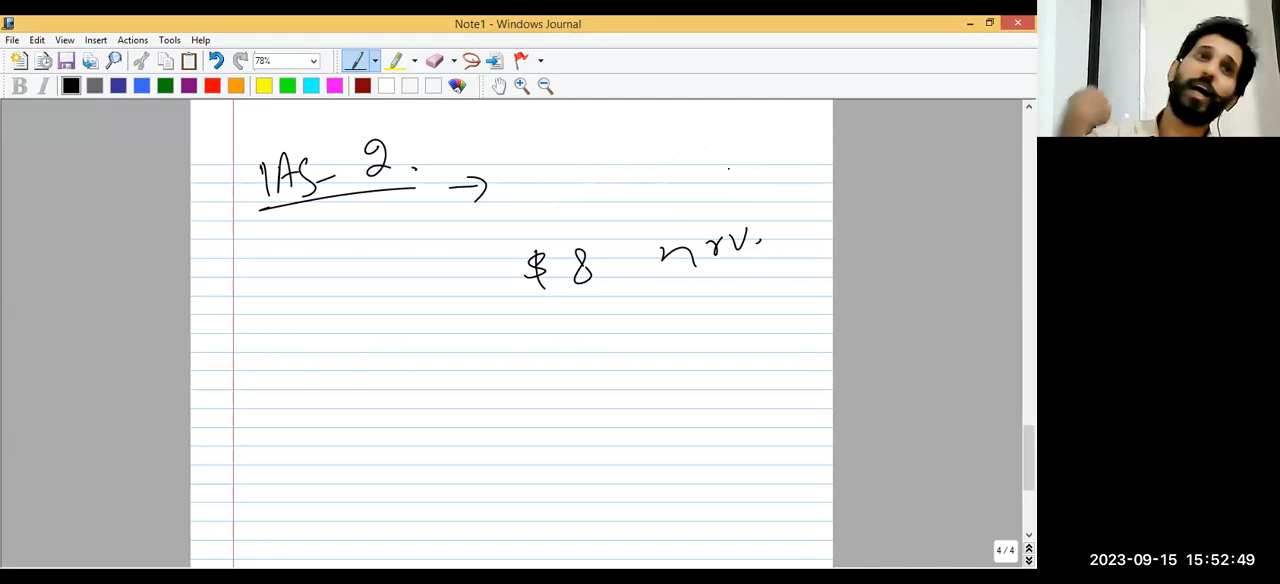 Note1 - Windows Journal
File Edit View Insert Actions Tools Help
78%
B I
IAS- 2. →
$ 8 nrv.
4 / 4
2023-09-15 15:52:49